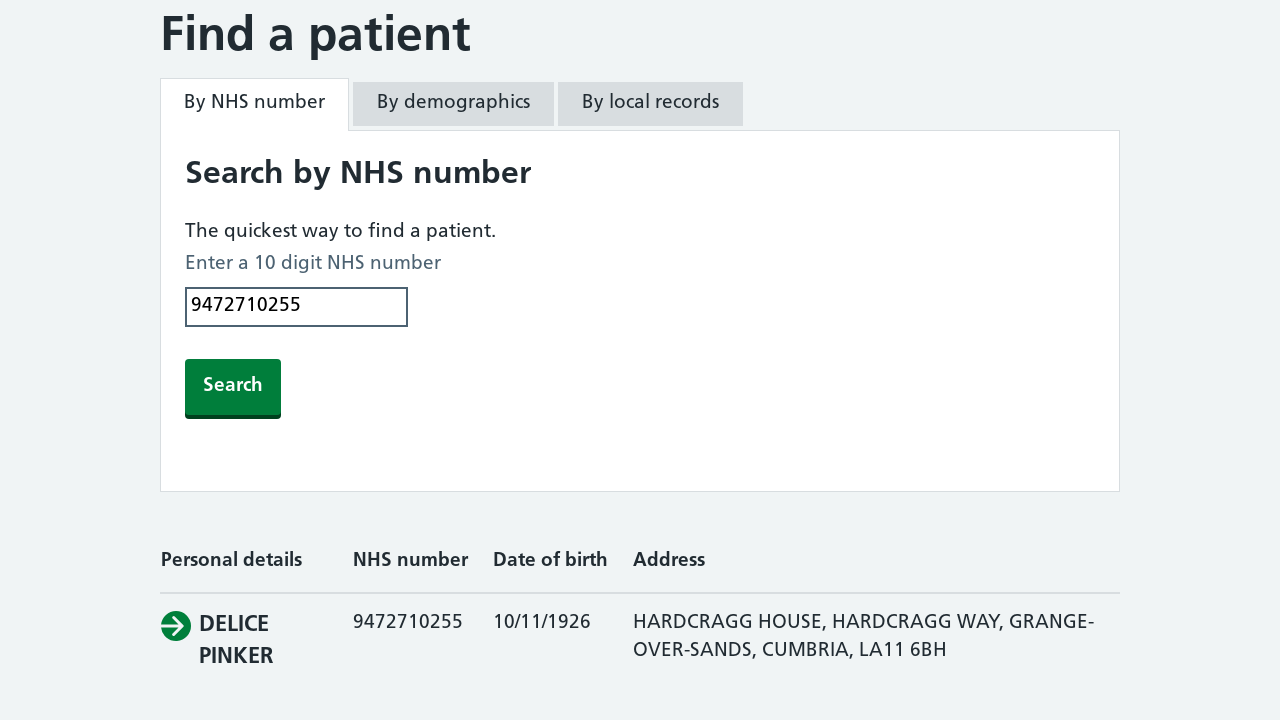 Find a patient
By NHS number By demographics By local records
Search by NHS number
The quickest way to find a patient.
Enter a 10 digit NHS number
9472710255
Search
Personal details NHS number Date of birth Address
DELICE 9472710255 10/11/1926 HARDCRAGG HOUSE, HARDCRAGG WAY, GRANGE-
PINKER OVER-SANDS, CUMBRIA, LA11 6BH